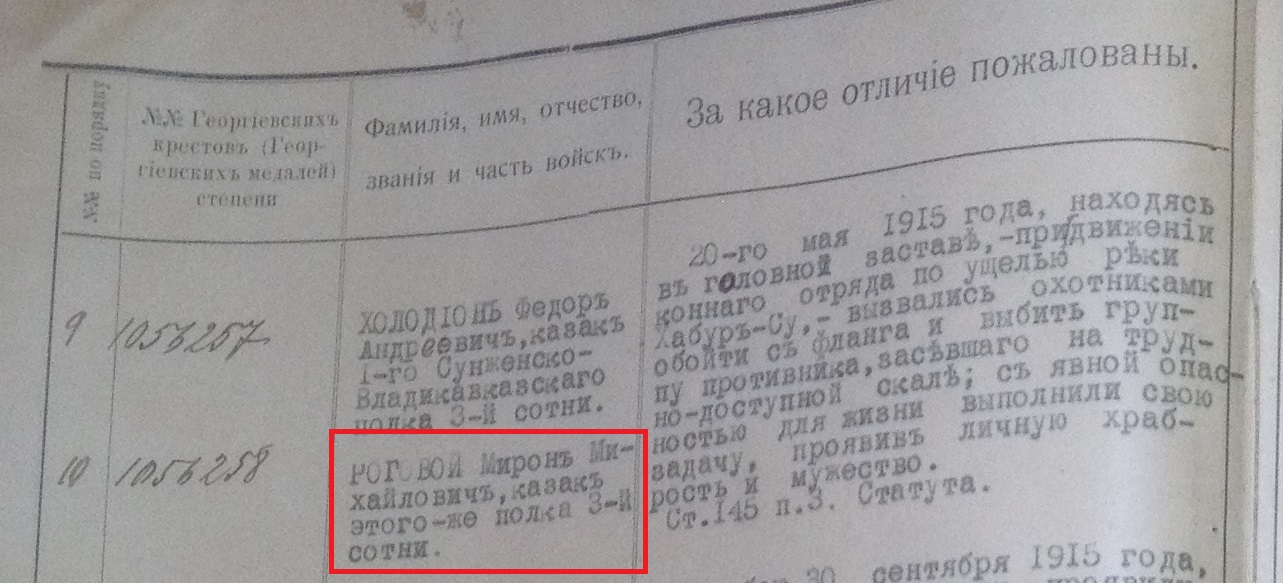 №№ по порядку
№№ Георгіевскихъ
крестовъ (Геор-
гіевскихъ медалей)
степени
Фамилія, имя, отчество,
званія и часть войскъ.
За какое отличіе пожалованы.
9
1056257
ХОЛОДІОНЪ Федоръ
Андреевичъ,казакъ
І-го Сунженско-
Владикавказскаго
полка 3-й сотни.
10
1056258
РОГОВОЙ Миронъ Ми-
хайловичъ,казакъ
этого-же полка 3-й
сотни.
20-го мая 1915 года, находясь
въ головной заставѣ,-при движеніи
коннаго отряда по ущелью рѣки
Хабуръ-Су,- вызвались охотниками
обойти съ фланга и выбить груп-
пу противника,засѣвшаго на труд-
но-доступной скалѣ; съ явной опас-
ностью для жизни выполнили свою
задачу, проявивъ личную храб-
рость и мужество.
Ст.145 п.3. Статута.
30 сентября 1915 года,